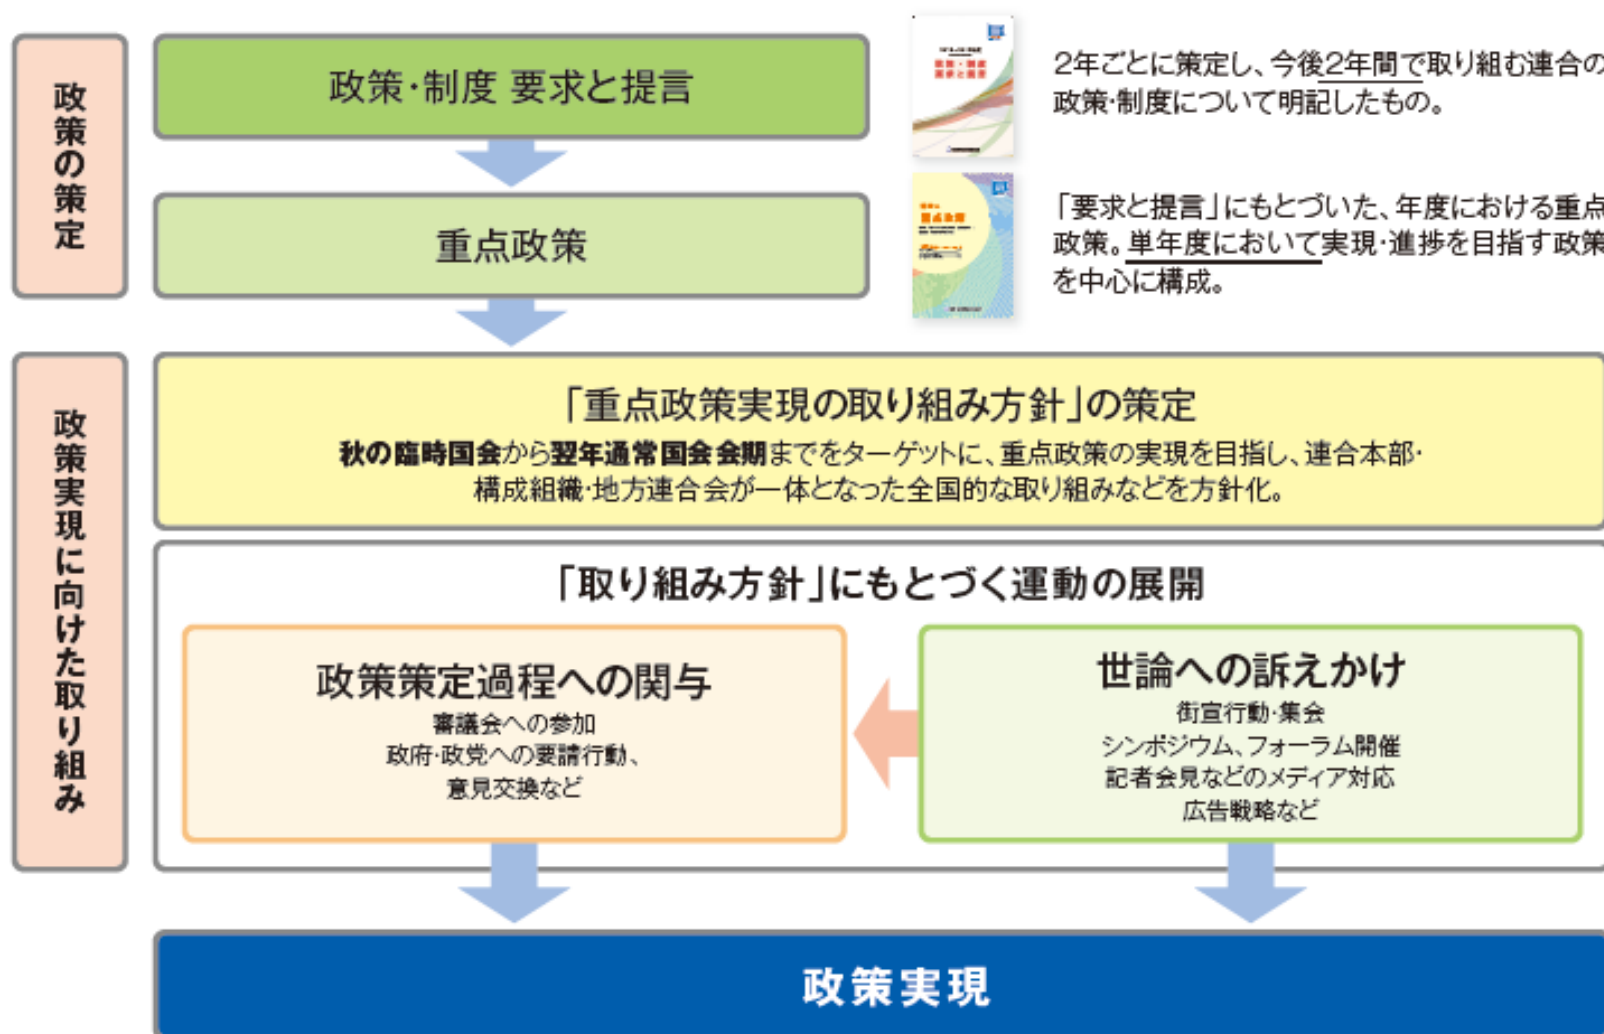 政策の策定
政策・制度 要求と提言
政策・制度
要求と提言
2年ごとに策定し、今後2年間で取り組む連合の
政策・制度について明記したもの。
重点政策
重点政策
「要求と提言」にもとづいた、年度における重点
政策。単年度において実現・進捗を目指す政策
を中心に構成。
政策実現に向けた取り組み
「重点政策実現の取り組み方針」の策定
秋の臨時国会から翌年通常国会会期までをターゲットに、重点政策の実現を目指し、連合本部・
構成組織・地方連合会が一体となった全国的な取り組みなどを方針化。
「取り組み方針」にもとづく運動の展開
政策策定過程への関与
審議会への参加
政府・政党への要請行動、
意見交換など
世論への訴えかけ
街宣行動・集会
シンポジウム、フォーラム開催
記者会見などのメディア対応
広告戦略など
政策実現